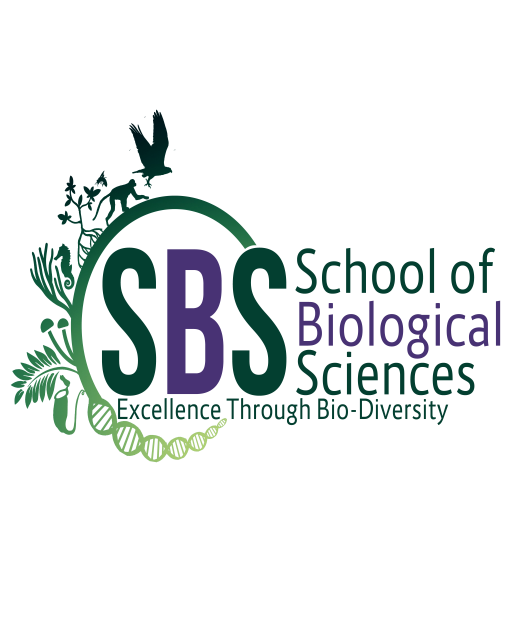 SBS
School of
Biological
Sciences
Excellence Through Bio-Diversity